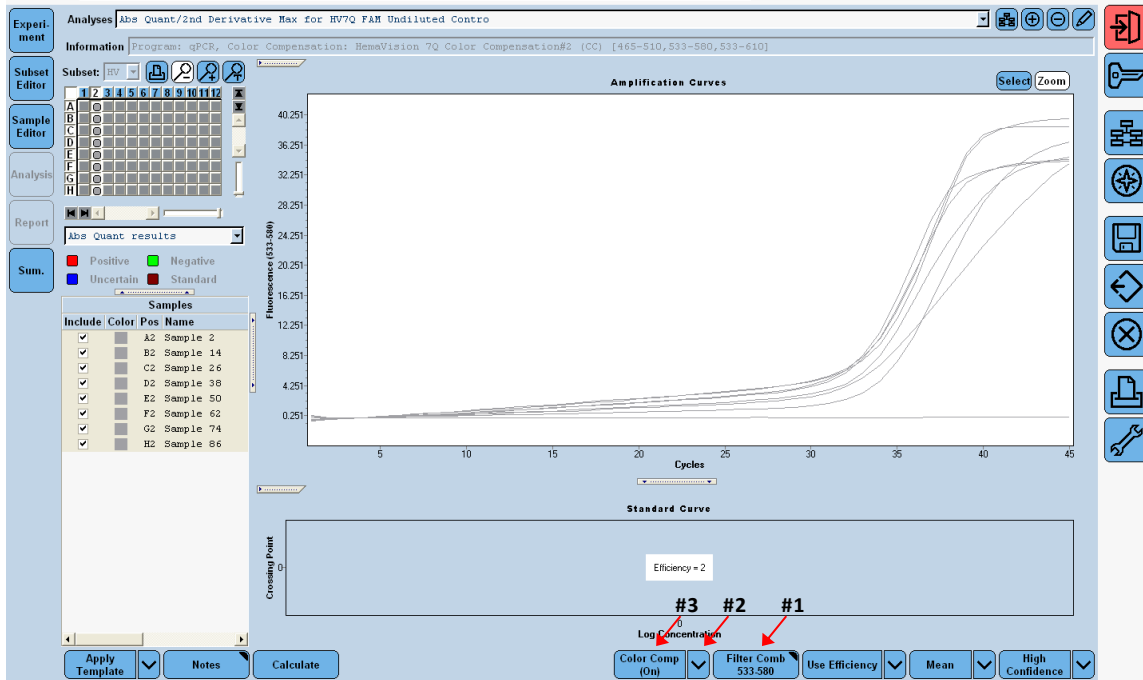 Experi-
ment
Subset
Editor
Sample
Editor
Analysis
Report
Sum.
Analyses Abs Quant/2nd Derivative Max for HV7Q FAM Undiluted Contro
Information Program: qPCR, Color Compensation: HemaVision 7Q Color Compensation#2 (CC) [465-510,533-580,533-610]
Subset: HV
1 2 3 4 5 6 7 8 9 10 11 12
A
B
C
D
E
F
G
H
Abs Quant results
Positive Negative
Uncertain Standard
Samples
Include Color Pos Name
A2 Sample 2
B2 Sample 14
C2 Sample 26
D2 Sample 38
E2 Sample 50
F2 Sample 62
G2 Sample 74
H2 Sample 86
Amplification Curves
Select Zoom
Fluorescence (533-580)
40.251
36.251
32.251
28.251
24.251
20.251
16.251
12.251
8.251
4.251
0.251
5 10 15 20 25 30 35 40 45
Cycles
Standard Curve
Crossing Point
0
Efficiency = 2
#3 #2 #1
0
Log Concentration
Apply
Template
Notes
Calculate
Color Comp
(On)
Filter Comb
533-580
Use Efficiency
Mean
High
Confidence